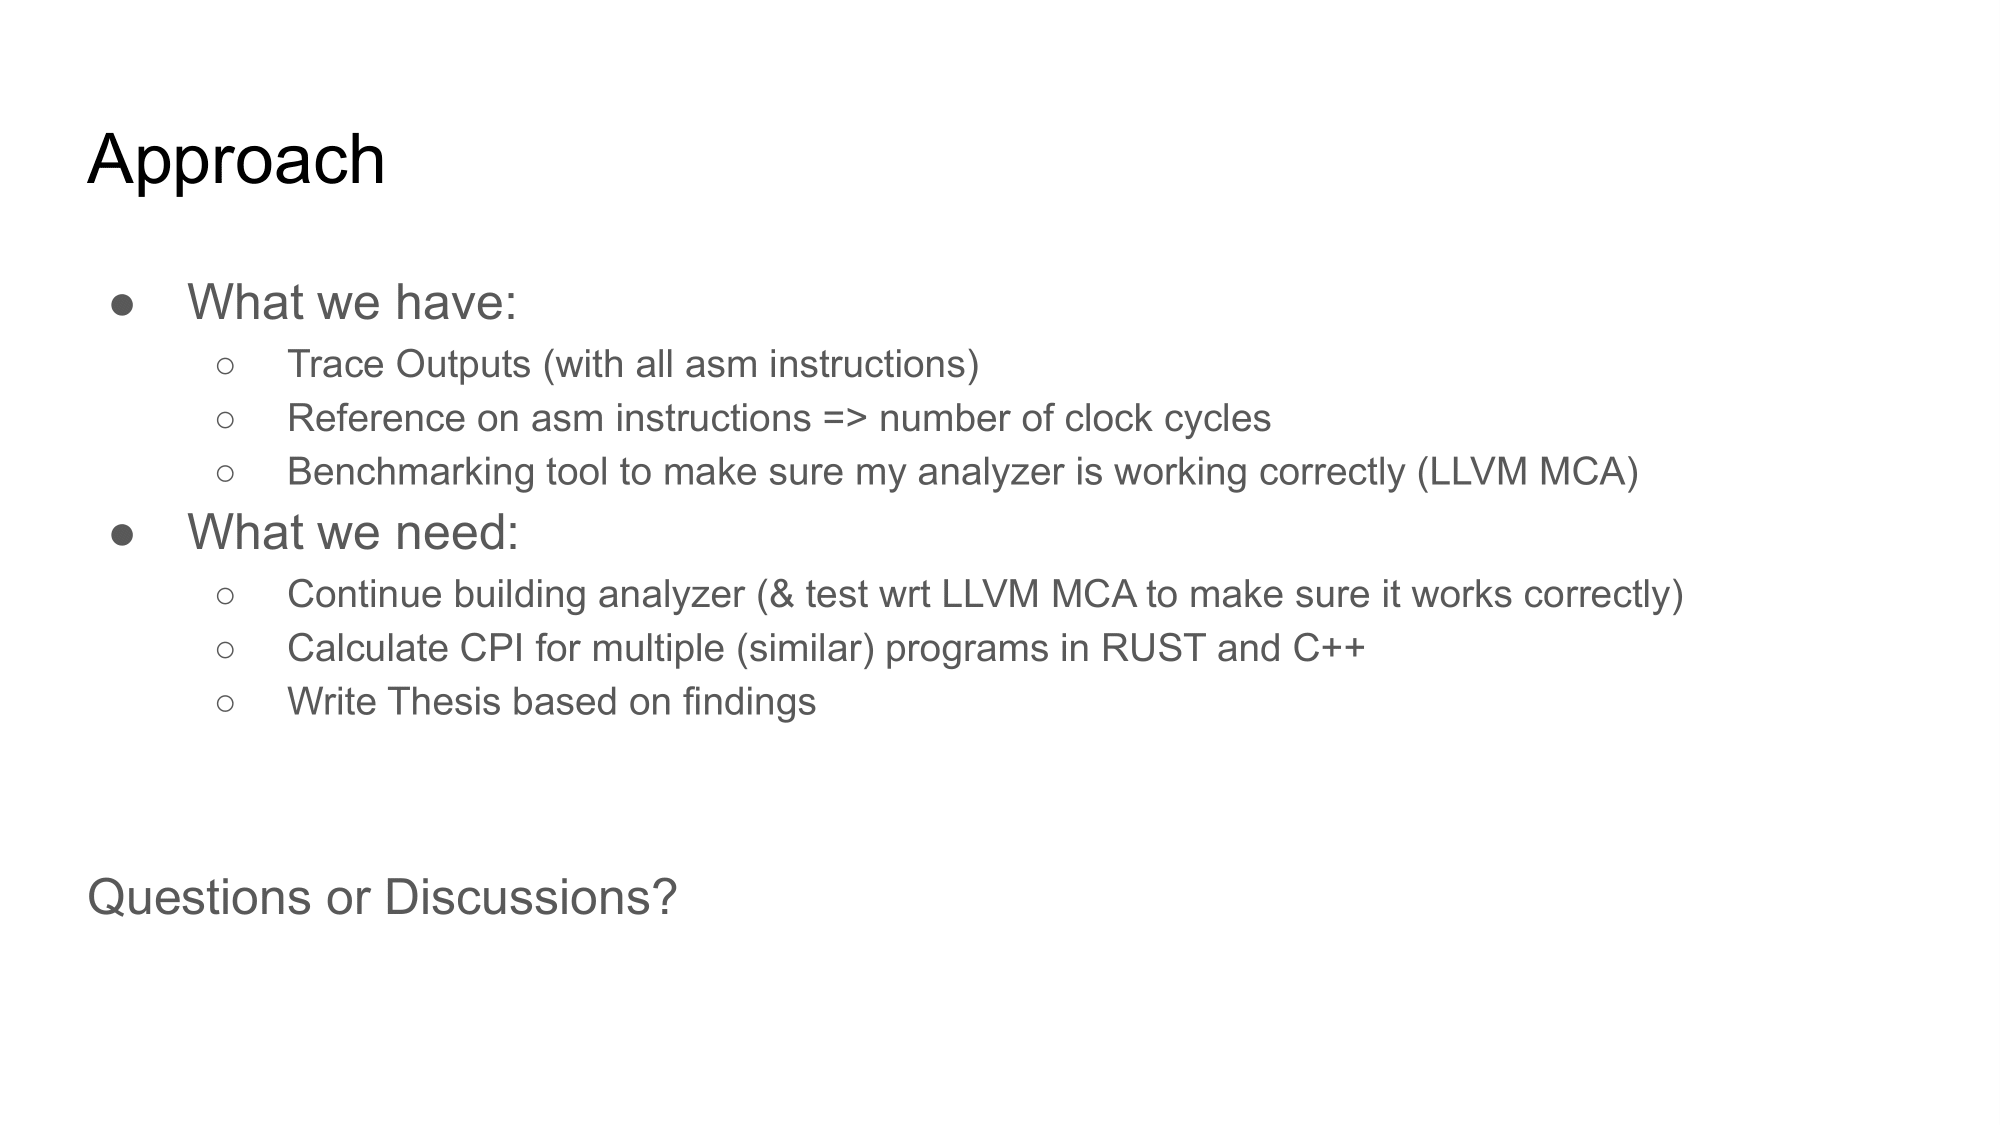 Approach
● What we have:
○ Trace Outputs (with all asm instructions)
○ Reference on asm instructions => number of clock cycles
○ Benchmarking tool to make sure my analyzer is working correctly (LLVM MCA)
● What we need:
○ Continue building analyzer (& test wrt LLVM MCA to make sure it works correctly)
○ Calculate CPI for multiple (similar) programs in RUST and C++
○ Write Thesis based on findings
Questions or Discussions?